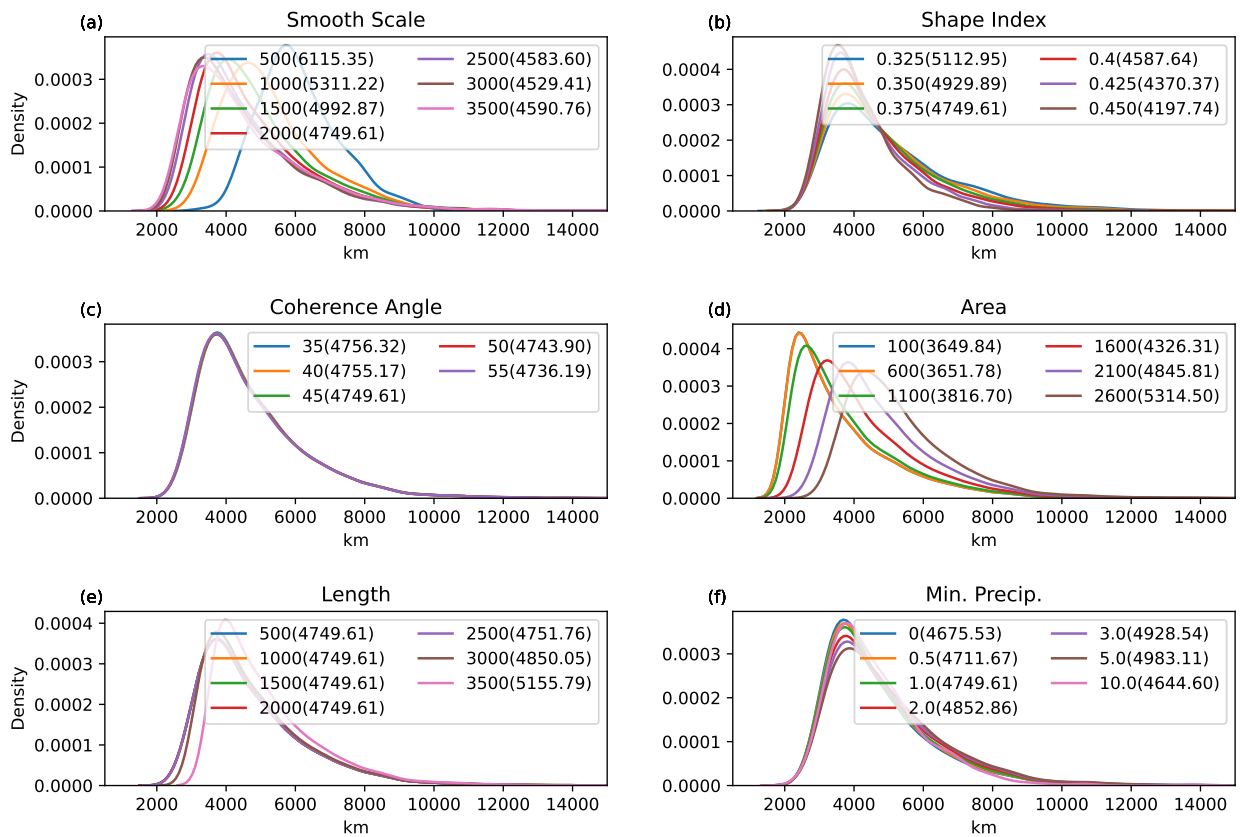 (a) Smooth Scale
500(6115.35) 2500(4583.60)
1000(5311.22) 3000(4529.41)
1500(4992.87) 3500(4590.76)
2000(4749.61)
Density
0.0003
0.0002
0.0001
0.0000
2000 4000 6000 8000 10000 12000 14000
km
(b) Shape Index
0.325(5112.95) 0.4(4587.64)
0.350(4929.89) 0.425(4370.37)
0.375(4749.61) 0.450(4197.74)
0.0004
0.0003
0.0002
0.0001
0.0000
2000 4000 6000 8000 10000 12000 14000
km
(c) Coherence Angle
35(4756.32) 50(4743.90)
40(4755.17) 55(4736.19)
45(4749.61)
Density
0.0003
0.0002
0.0001
0.0000
2000 4000 6000 8000 10000 12000 14000
km
(d) Area
100(3649.84) 1600(4326.31)
600(3651.78) 2100(4845.81)
1100(3816.70) 2600(5314.50)
0.0004
0.0003
0.0002
0.0001
0.0000
2000 4000 6000 8000 10000 12000 14000
km
(e) Length
500(4749.61) 2500(4751.76)
1000(4749.61) 3000(4850.05)
1500(4749.61) 3500(5155.79)
2000(4749.61)
Density
0.0004
0.0003
0.0002
0.0001
0.0000
2000 4000 6000 8000 10000 12000 14000
km
(f) Min. Precip.
0(4675.53) 3.0(4928.54)
0.5(4711.67) 5.0(4983.11)
1.0(4749.61) 10.0(4644.60)
2.0(4852.86)
0.0003
0.0002
0.0001
0.0000
2000 4000 6000 8000 10000 12000 14000
km